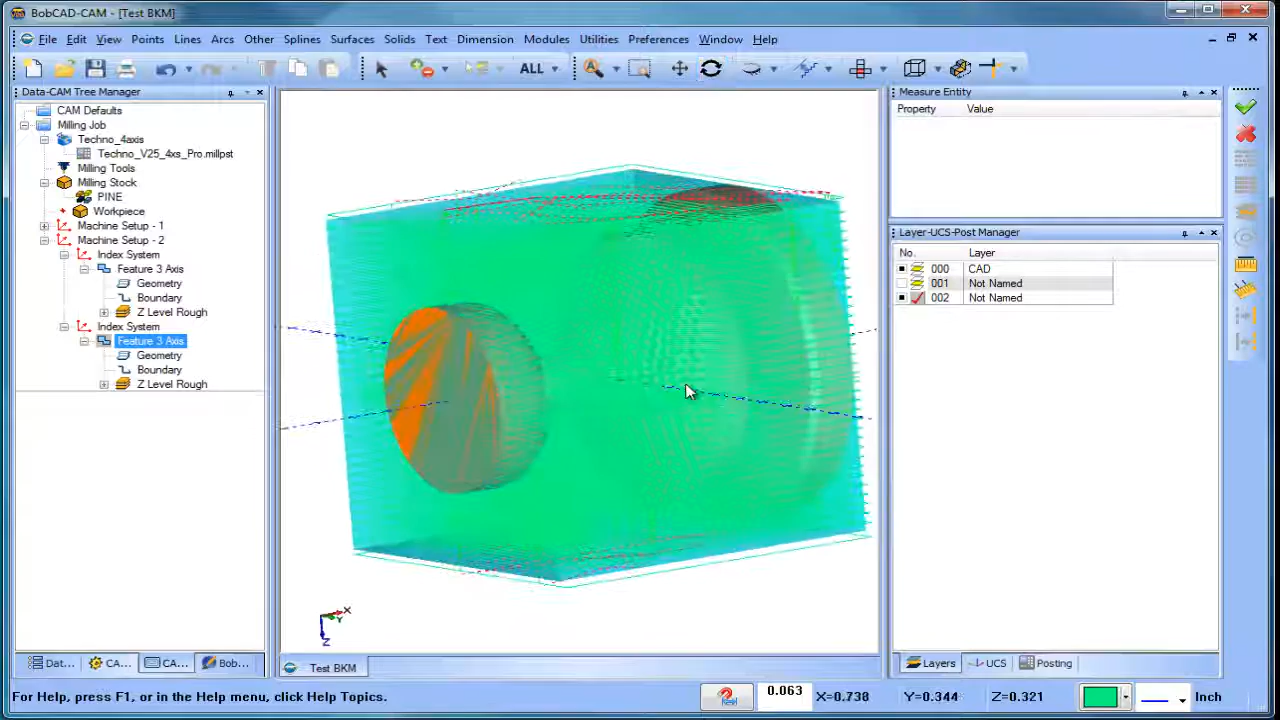 BobCAD-CAM - [Test BKM]
File Edit View Points Lines Arcs Other Splines Surfaces Solids Text Dimension Modules Utilities Preferences Window Help
ALL
Data-CAM Tree Manager
CAM Defaults
Milling Job
Techno_4axis
Techno_V25_4xs_Pro.millpst
Milling Tools
Milling Stock
PINE
Workpiece
Machine Setup - 1
Machine Setup - 2
Index System
Feature 3 Axis
Geometry
Boundary
Z Level Rough
Index System
Feature 3 Axis
Geometry
Boundary
Z Level Rough
Dat... CA... CA... Bob...
X
Y
Z
Test BKM
Measure Entity
Property Value
Layer-UCS-Post Manager
No. Layer
000 CAD
001 Not Named
002 Not Named
Layers UCS Posting
For Help, press F1, or in the Help menu, click Help Topics.
0.063 X=0.738 Y=0.344 Z=0.321 Inch